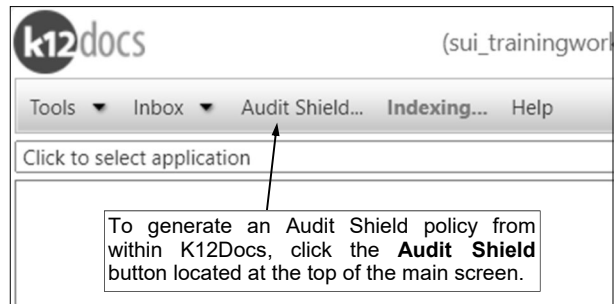 k12docs (sui_trainingwork
Tools Inbox Audit Shield... Indexing... Help
Click to select application
To generate an Audit Shield policy from
within K12Docs, click the Audit Shield
button located at the top of the main screen.